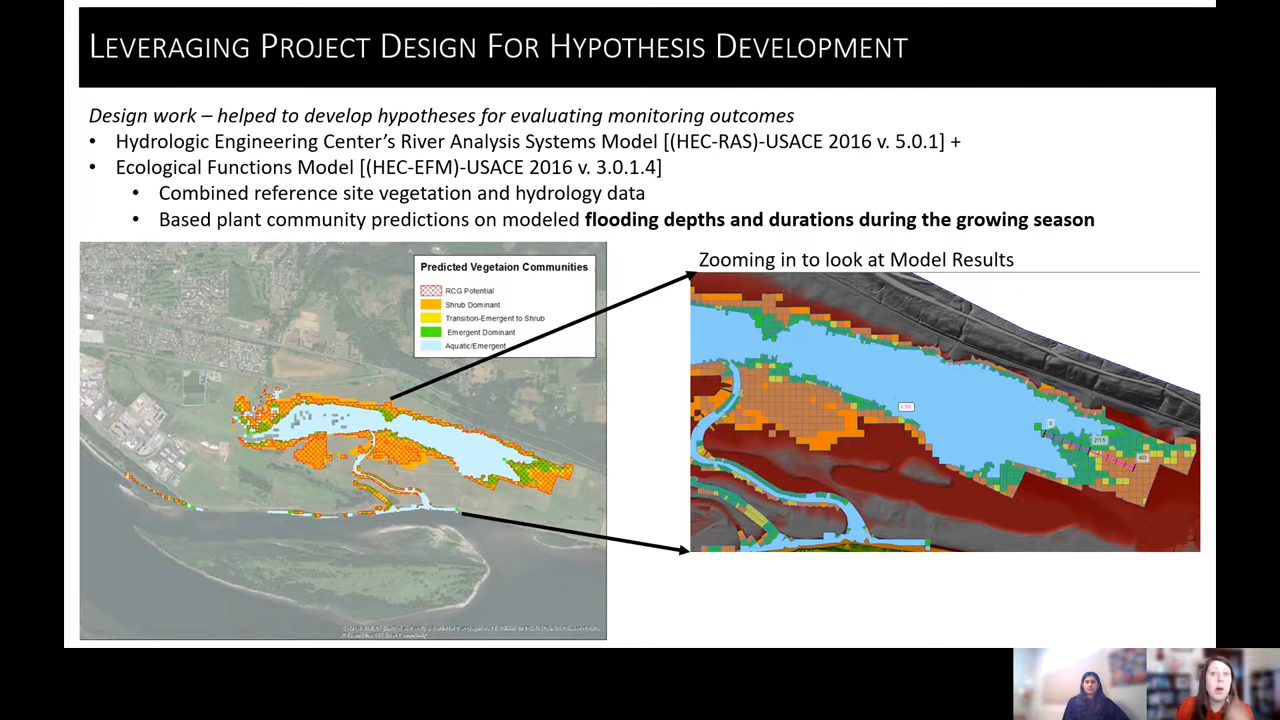 LEVERAGING PROJECT DESIGN FOR HYPOTHESIS DEVELOPMENT
Design work – helped to develop hypotheses for evaluating monitoring outcomes
• Hydrologic Engineering Center's River Analysis Systems Model [(HEC-RAS)-USACE 2016 v. 5.0.1] +
• Ecological Functions Model [(HEC-EFM)-USACE 2016 v. 3.0.1.4]
• Combined reference site vegetation and hydrology data
• Based plant community predictions on modeled flooding depths and durations during the growing season
Predicted Vegetaion Communities
RCG Potential
Shrub Dominant
Transition-Emergent to Shrub
Emergent Dominant
Aquatic/Emergent
Zooming in to look at Model Results
0
211.5
423